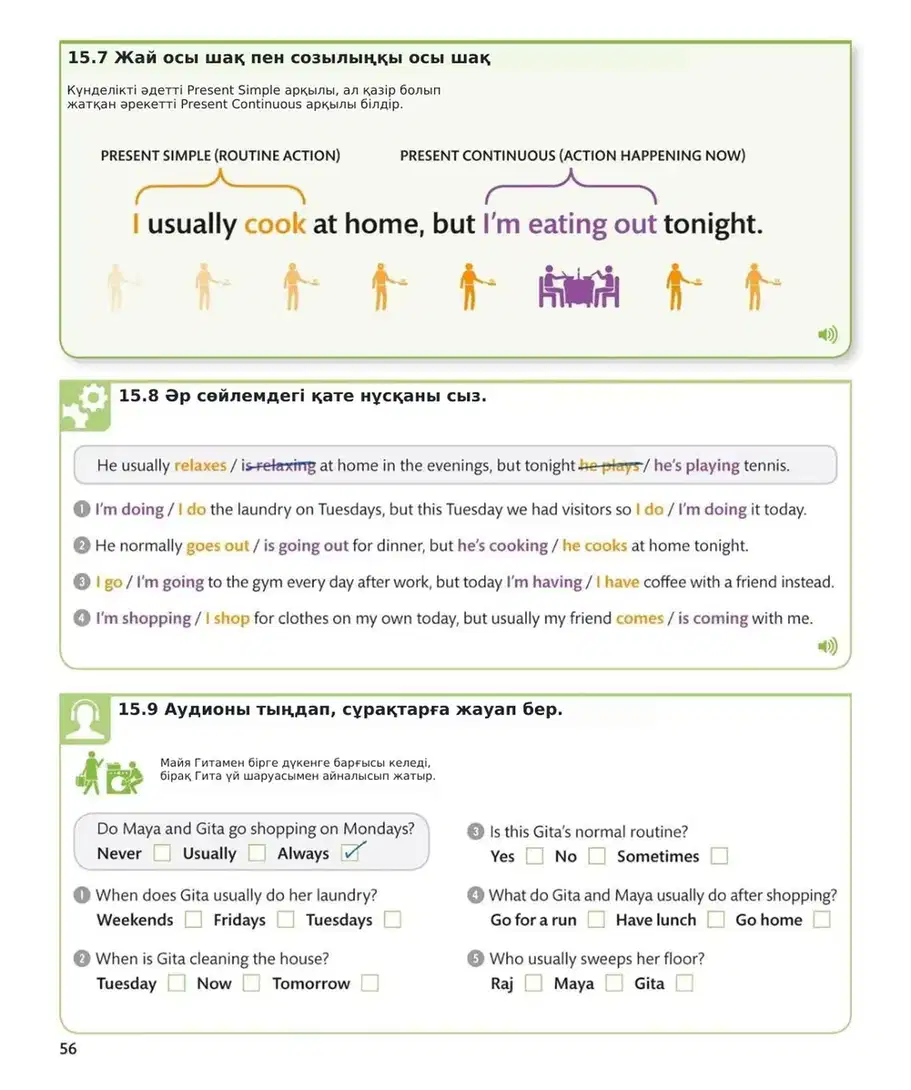 15.7 Жай осы шақ пен созылыңқы осы шақ
Күнделікті әдетті Present Simple арқылы, ал қазір болып
жатқан әрекетті Present Continuous арқылы білдір.
PRESENT SIMPLE (ROUTINE ACTION)
PRESENT CONTINUOUS (ACTION HAPPENING NOW)
I usually cook at home, but I’m eating out tonight.
15.8 Әр сөйлемдегі қате нұсқаны сыз.
He usually relaxes / is relaxing at home in the evenings, but tonight he plays / he’s playing tennis.
1 I’m doing / I do the laundry on Tuesdays, but this Tuesday we had visitors so I do / I’m doing it today.
2 He normally goes out / is going out for dinner, but he’s cooking / he cooks at home tonight.
3 I go / I’m going to the gym every day after work, but today I’m having / I have coffee with a friend instead.
4 I’m shopping / I shop for clothes on my own today, but usually my friend comes / is coming with me.
15.9 Аудионы тыңдап, сұрақтарға жауап бер.
Майя Гитамен бірге дүкенге барғысы келеді,
бірақ Гита үй шаруасымен айналысып жатыр.
Do Maya and Gita go shopping on Mondays?
Never Usually Always
1 When does Gita usually do her laundry?
Weekends Fridays Tuesdays
2 When is Gita cleaning the house?
Tuesday Now Tomorrow
3 Is this Gita’s normal routine?
Yes No Sometimes
4 What do Gita and Maya usually do after shopping?
Go for a run Have lunch Go home
5 Who usually sweeps her floor?
Raj Maya Gita
56